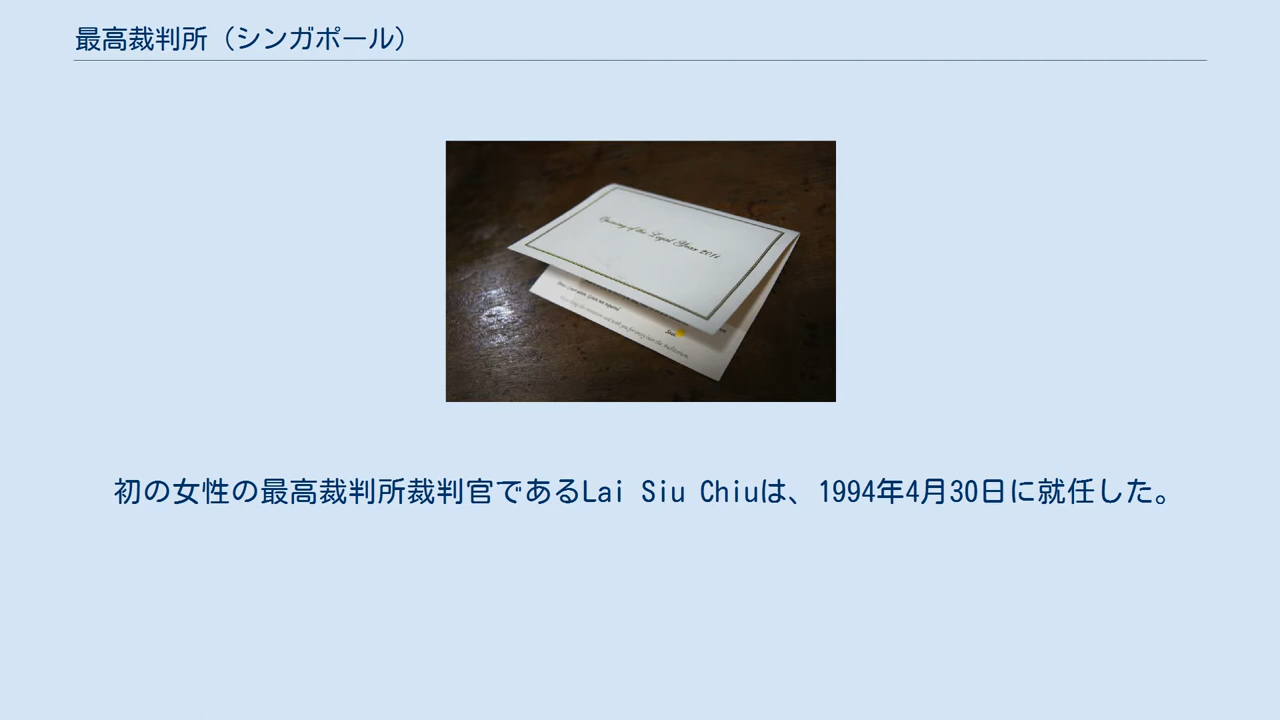 最高裁判所（シンガポール）
Opening of the Legal Year 2011
初の女性の最高裁判所裁判官であるLai Siu Chiuは、1994年4月30日に就任した。